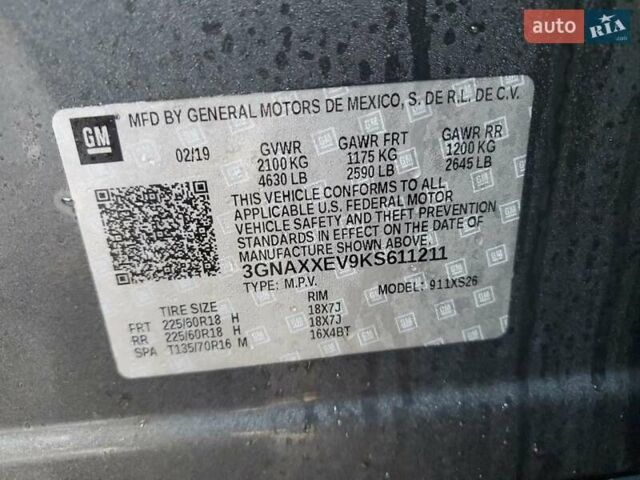 auto RIA.com
MFD BY GENERAL MOTORS DE MEXICO, S. DE R.L. DE C.V.
GM
02/19
GVWR GAWR FRT GAWR RR
2100 KG 1175 KG 1200 KG
4630 LB 2590 LB 2645 LB
THIS VEHICLE CONFORMS TO ALL
APPLICABLE U.S. FEDERAL MOTOR
VEHICLE SAFETY AND THEFT PREVENTION
STANDARDS IN EFFECT ON THE DATE
OF MANUFACTURE SHOWN ABOVE.
3GNAXXEV9KS611211
TYPE: M.P.V. MODEL: 911XS26
TIRE SIZE RIM
FRT 225/60R18 H 18X7J
RR 225/60R18 H 18X7J
SPA T135/70R16 M 16X4BT